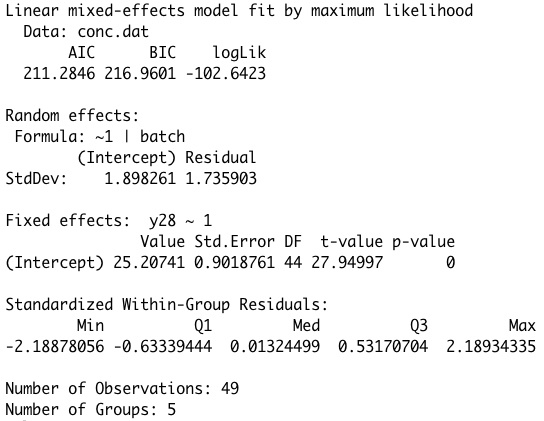 Linear mixed-effects model fit by maximum likelihood
  Data: conc.dat
       AIC      BIC    logLik
  211.2846 216.9601 -102.6423

Random effects:
 Formula: ~1 | batch
        (Intercept) Residual
StdDev:    1.898261 1.735903

Fixed effects:  y28 ~ 1
               Value Std.Error DF  t-value p-value
(Intercept) 25.20741 0.9018761 44 27.94997       0

Standardized Within-Group Residuals:
        Min          Q1         Med          Q3         Max
-2.18878056 -0.63339444  0.01324499  0.53170704  2.18934335

Number of Observations: 49
Number of Groups: 5